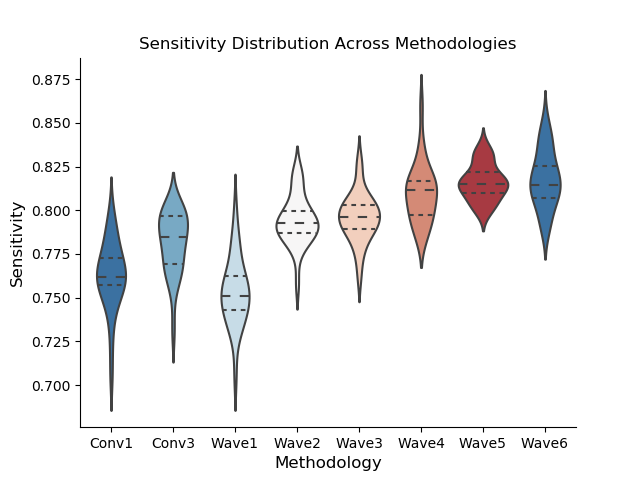 Sensitivity Distribution Across Methodologies
0.875
0.850
0.825
0.800
0.775
0.750
0.725
0.700
Sensitivity
Conv1 Conv3 Wave1 Wave2 Wave3 Wave4 Wave5 Wave6
Methodology